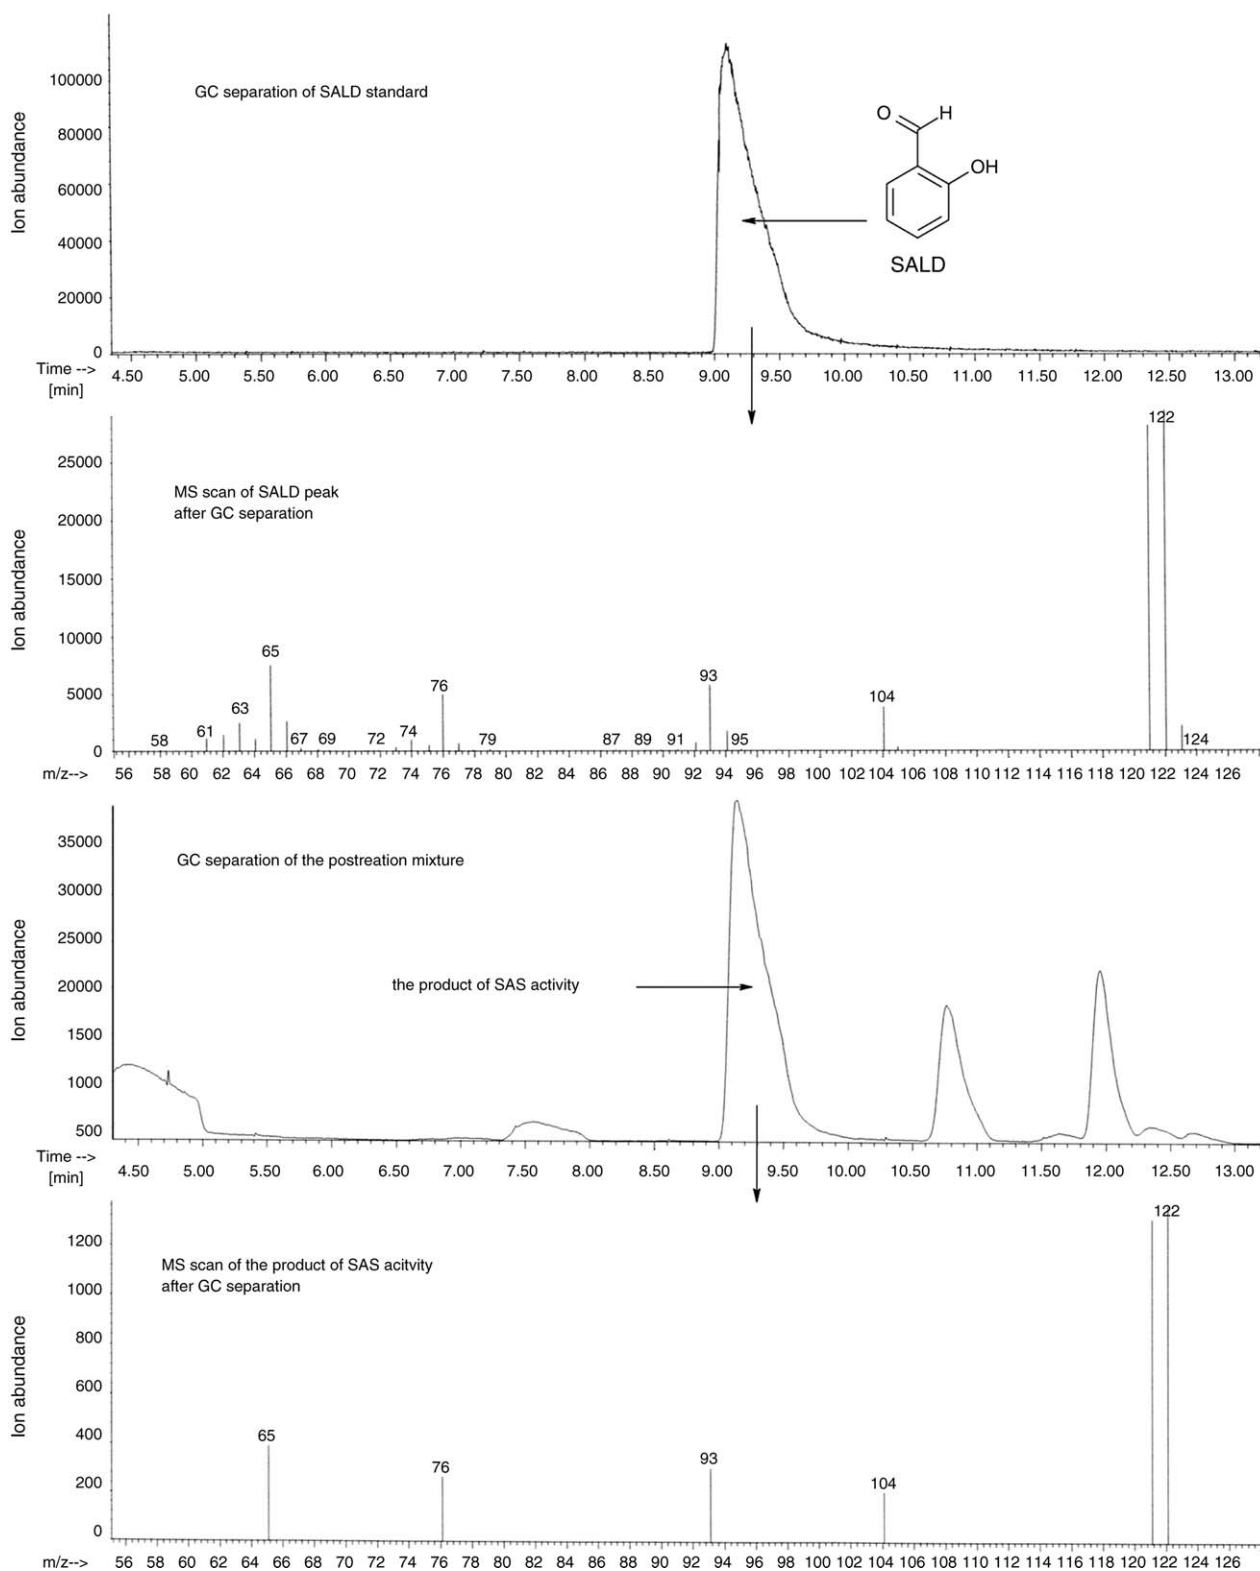 GC separation of SALD standard
Ion abundance
100000
80000
60000
40000
20000
0
O
H
OH
SALD
Time -->
[min]
4.50 5.00 5.50 6.00 6.50 7.00 7.50 8.00 8.50 9.00 9.50 10.00 10.50 11.00 11.50 12.00 12.50 13.00
MS scan of SALD peak
after GC separation
Ion abundance
25000
20000
15000
10000
5000
0
58 61 63 65 67 69 72 74 76 79 87 89 91 93 95 104 122 124
m/z-->
56 58 60 62 64 66 68 70 72 74 76 78 80 82 84 86 88 90 92 94 96 98 100 102 104 106 108 110 112 114 116 118 120 122 124 126
GC separation of the postreation mixture
Ion abundance
35000
30000
25000
20000
1500
1000
500
the product of SAS activity
Time -->
[min]
4.50 5.00 5.50 6.00 6.50 7.00 7.50 8.00 8.50 9.00 9.50 10.00 10.50 11.00 11.50 12.00 12.50 13.00
MS scan of the product of SAS acitvity
after GC separation
Ion abundance
1200
1000
800
600
400
200
0
65 76 93 104 122
m/z-->
56 58 60 62 64 66 68 70 72 74 76 78 80 82 84 86 88 90 92 94 96 98 100 102 104 106 108 110 112 114 116 118 120 122 124 126